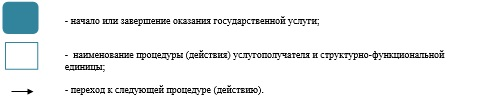 - начало или завершение оказания государственной услуги;
- наименование процедуры (действия) услугополучателя и структурно-функциональной
единицы;
- переход к следующей процедуре (действию).